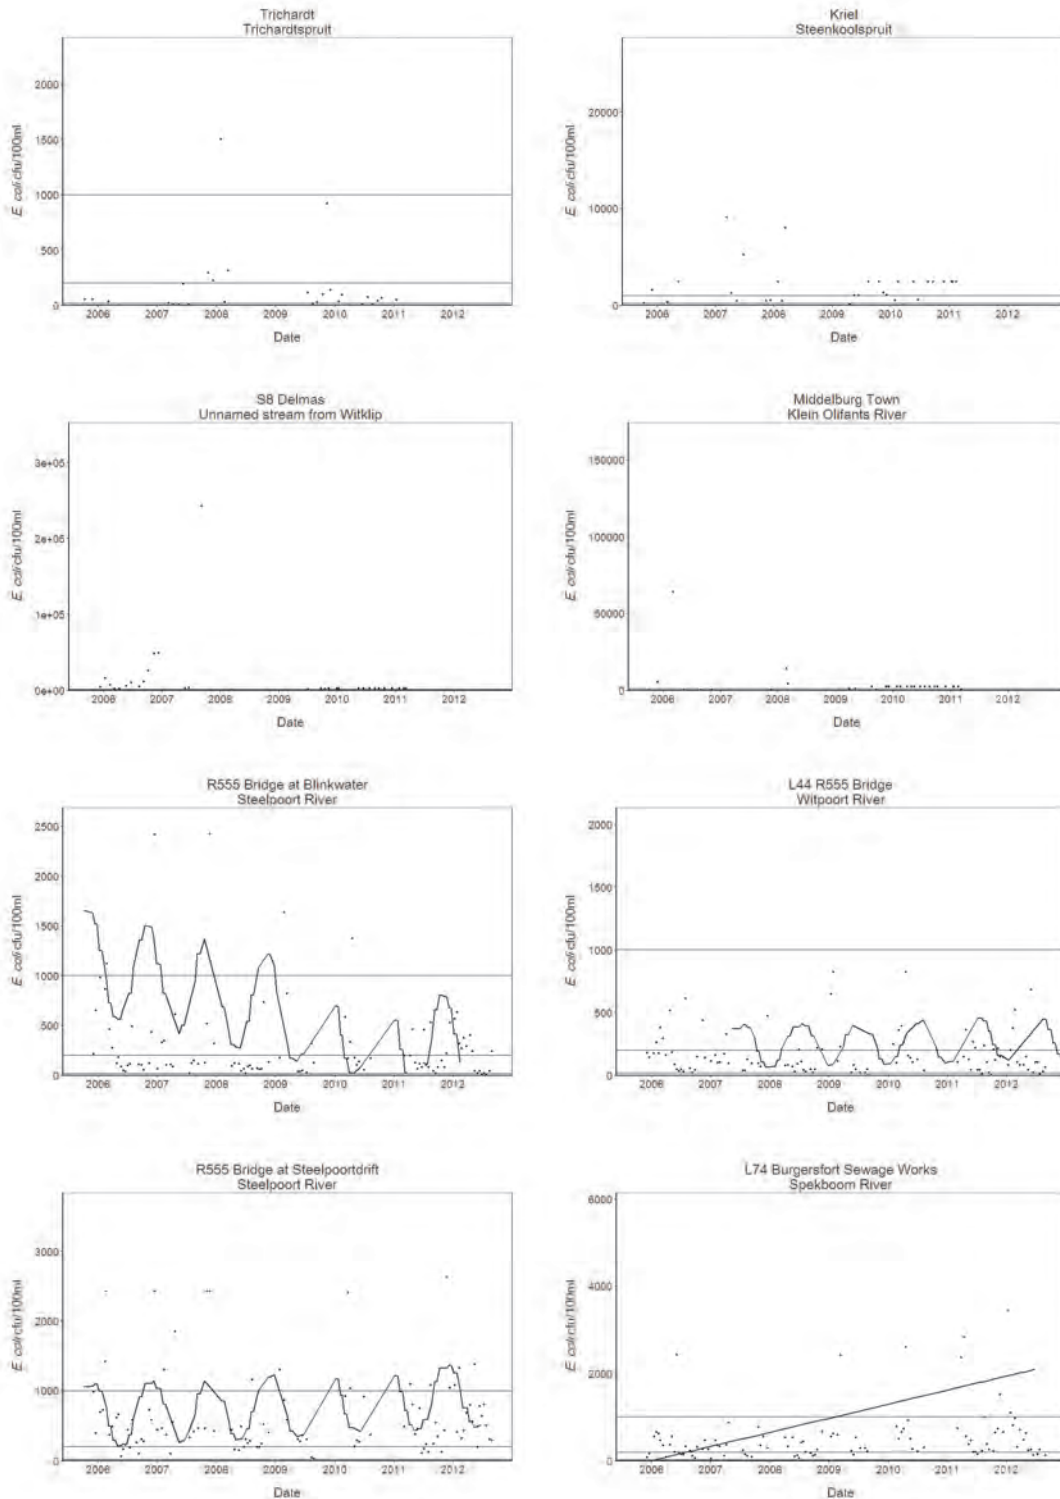 Trichardt
Trichardtspruit
2000
1500
1000
500
0
E. coli cfu/100ml
2006 2007 2008 2009 2010 2011 2012
Date
Kriel
Steenkoolspruit
20000
10000
0
E. coli cfu/100ml
2006 2007 2008 2009 2010 2011 2012
Date
S8 Delmas
Unnamed stream from Witklip
3e+05
2e+05
1e+05
0e+00
E. coli cfu/100ml
2006 2007 2008 2009 2010 2011 2012
Date
Middelburg Town
Klein Olifants River
150000
100000
50000
0
E. coli cfu/100ml
2006 2007 2008 2009 2010 2011 2012
Date
R555 Bridge at Blinkwater
Steelpoort River
2500
2000
1500
1000
500
0
E. coli cfu/100ml
2006 2007 2008 2009 2010 2011 2012
Date
L44 R555 Bridge
Witpoort River
2000
1500
1000
500
0
E. coli cfu/100ml
2006 2007 2008 2009 2010 2011 2012
Date
R555 Bridge at Steelpoortdrift
Steelpoort River
3000
2000
1000
0
E. coli cfu/100ml
2006 2007 2008 2009 2010 2011 2012
Date
L74 Burgersfort Sewage Works
Spekboom River
6000
4000
2000
0
E. coli cfu/100ml
2006 2007 2008 2009 2010 2011 2012
Date